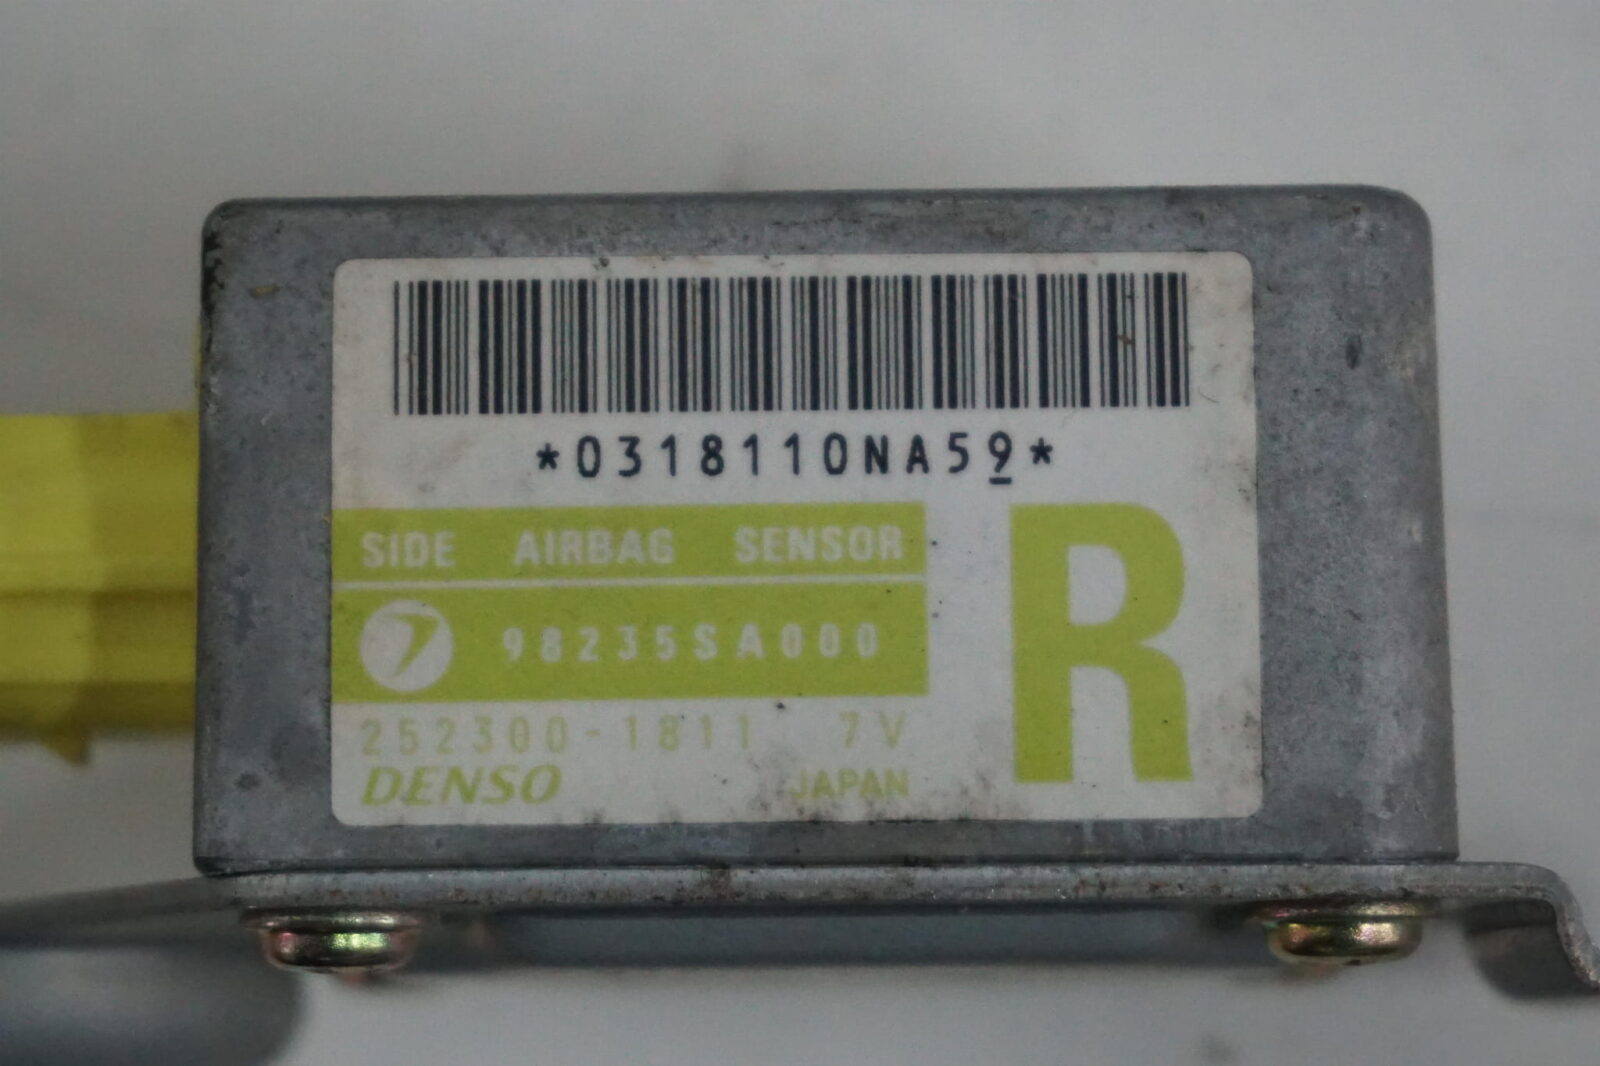 *0318110NA59*
SIDE AIRBAG SENSOR
98235SA000
R
252300-1811 7V
DENSO JAPAN